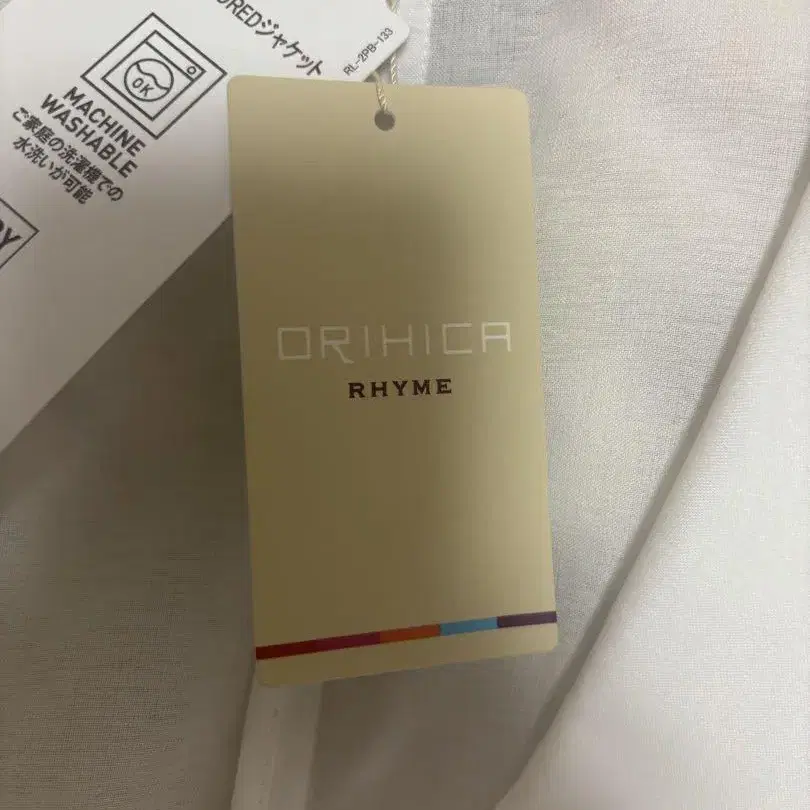 REDジャケット
RL-2PB-133
OK
MACHINE
WASHABLE
ご家庭の洗濯機での
水洗いが可能
ORIHICA
RHYME